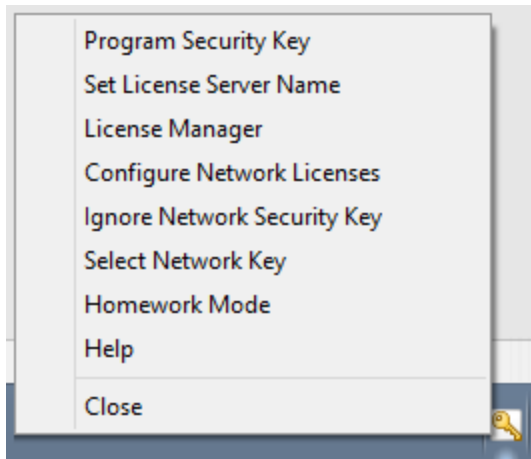 Program Security Key
Set License Server Name
License Manager
Configure Network Licenses
Ignore Network Security Key
Select Network Key
Homework Mode
Help
Close